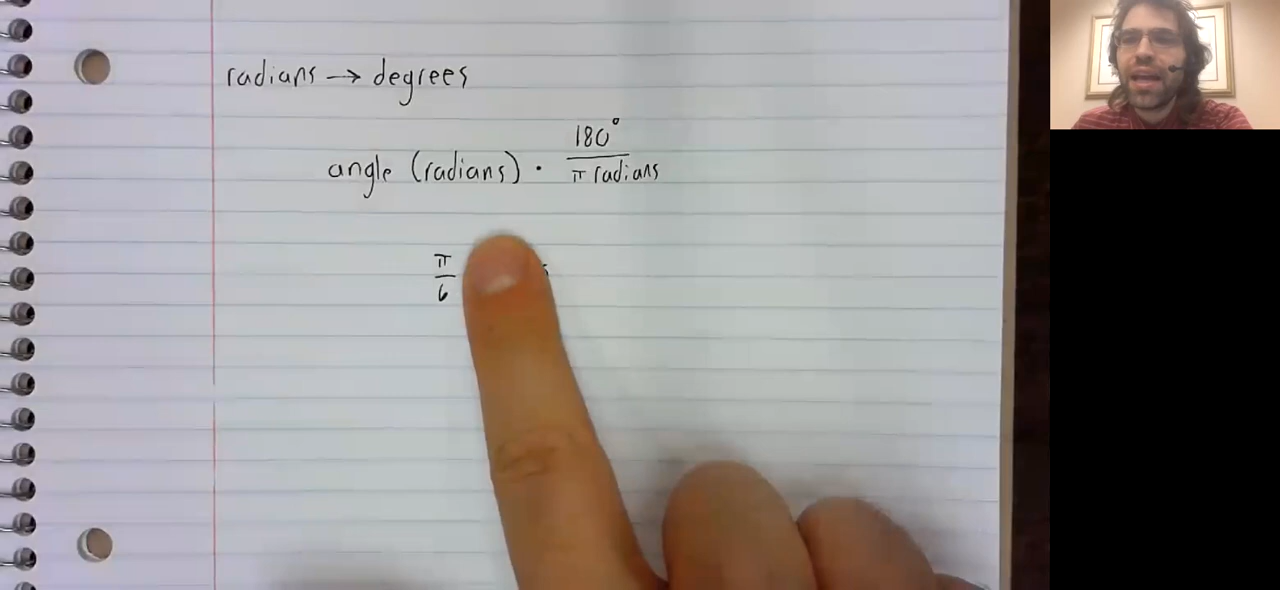 radians → degrees
angle (radians) · 180° / π radians
π/6